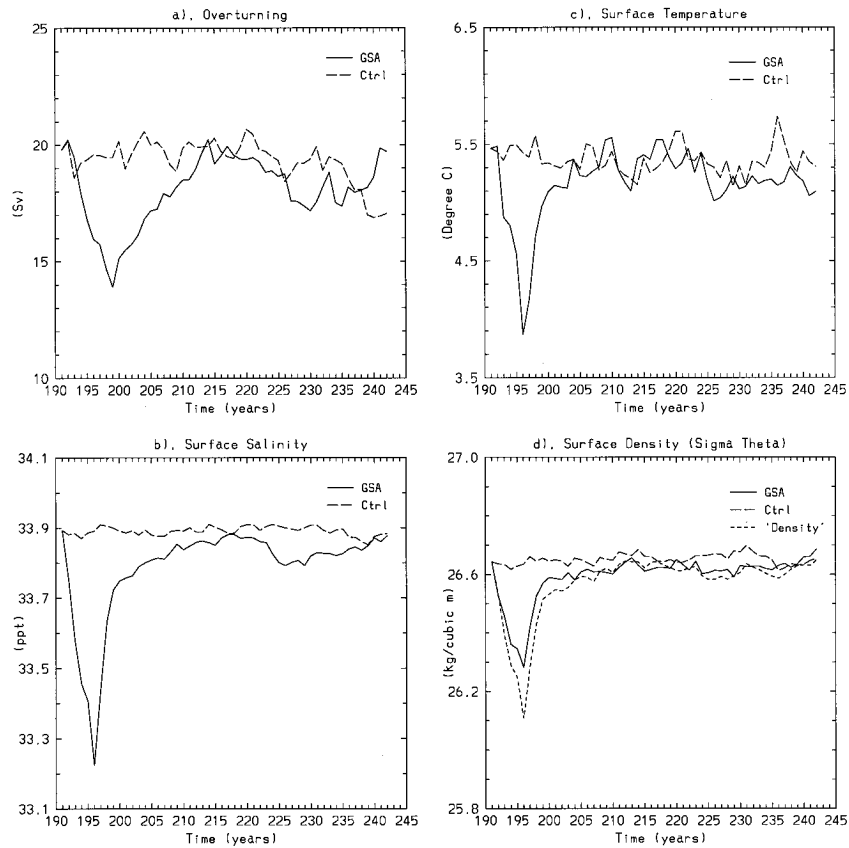 a), Overturning
25
20
15
10
(Sv)
GSA
Ctrl
190 195 200 205 210 215 220 225 230 235 240 245
Time (years)
c), Surface Temperature
6.5
5.5
4.5
3.5
(Degree C)
GSA
Ctrl
190 195 200 205 210 215 220 225 230 235 240 245
Time (years)
b), Surface Salinity
34.1
33.9
33.7
33.5
33.3
33.1
(ppt)
GSA
Ctrl
190 195 200 205 210 215 220 225 230 235 240 245
Time (years)
d), Surface Density (Sigma Theta)
27.0
26.6
26.2
25.8
(kg/cubic m)
GSA
Ctrl
'Density'
190 195 200 205 210 215 220 225 230 235 240 245
Time (years)